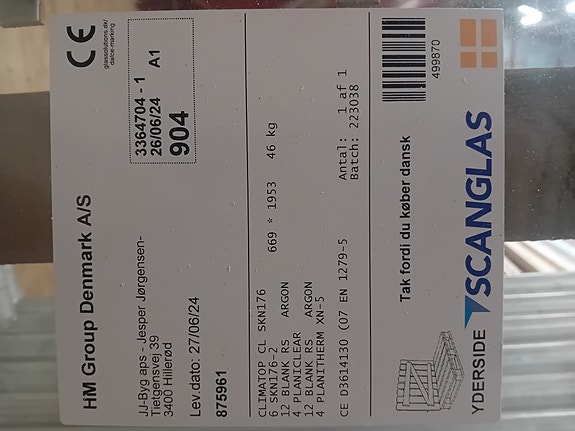 HM Group Denmark A/S
CE
glassolutions.dk/
da/ce-marking
JJ-Byg aps - Jesper Jørgensen-
Tietgensvej 39
3400 Hillerød
3364704 - 1
26/06/24 A1
904
Lev.dato: 27/06/24
875961
CLIMATOP CL SKN176 669 * 1953 46 kg
6 SKN176-2
12 BLANK RS ARGON
4 PLANICLEAR
12 BLANK RS ARGON
4 PLANITHERM XN-5
Antal: 1 af 1
CE D3614130 (07 EN 1279-5 Batch: 223038
Tak fordi du køber dansk
499870
YDERSIDE SCANGLAS